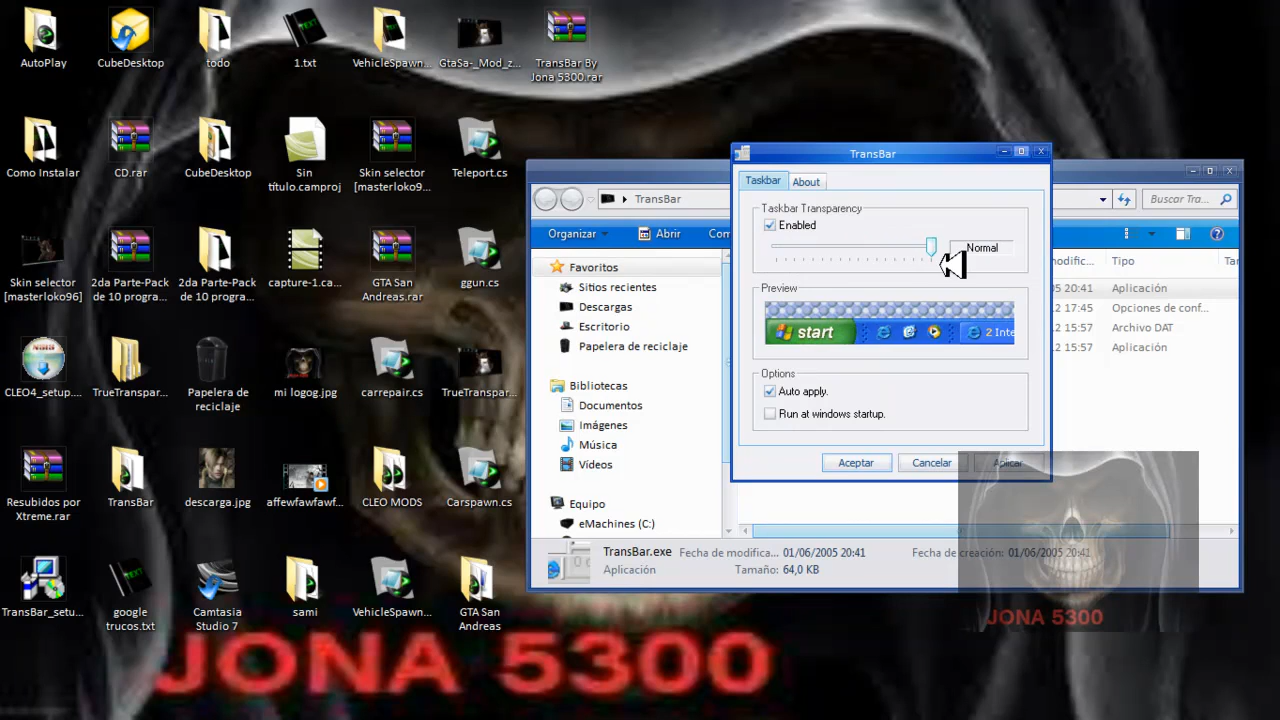 AutoPlay
CubeDesktop
todo
1.txt
VehicleSpawn...
GtaSa-_Mod_z...
TransBar By
Jona 5300.rar
Como Instalar
CD.rar
CubeDesktop
Sin
título.camproj
Skin selector
[masterloko9...
Teleport.cs
Skin selector
[masterloko96]
2da Parte-Pack
de 10 progra...
2da Parte-Pack
de 10 progra...
capture-1.ca...
GTA San
Andreas.rar
ggun.cs
CLEO4_setup....
TrueTranspar...
Papelera de
reciclaje
mi logog.jpg
carrepair.cs
TrueTranspar...
Resubidos por
Xtreme.rar
TransBar
descarga.jpg
affewfawfawf...
CLEO MODS
Carspawn.cs
TransBar_setu...
google
trucos.txt
Camtasia
Studio 7
sami
VehicleSpawn...
GTA San
Andreas
JONA 5300
TransBar
Buscar Tra...
Organizar
Abrir
Com
Favoritos
Sitios recientes
Descargas
Escritorio
Papelera de reciclaje
Bibliotecas
Documentos
Imágenes
Música
Vídeos
Equipo
eMachines (C:)
modific...
Tipo
Tar
05 20:41 Aplicación
12 17:45 Opciones de conf...
12 15:57 Archivo DAT
12 15:57 Aplicación
TransBar.exe Fecha de modifica... 01/06/2005 20:41 Fecha de creación: 01/06/2005 20:41
Aplicación Tamaño: 64,0 KB
TransBar
Taskbar
About
Taskbar Transparency
Enabled
Normal
Preview
start
2 Inte
Options
Auto apply.
Run at windows startup.
Aceptar
Cancelar
Aplicar
JONA 5300